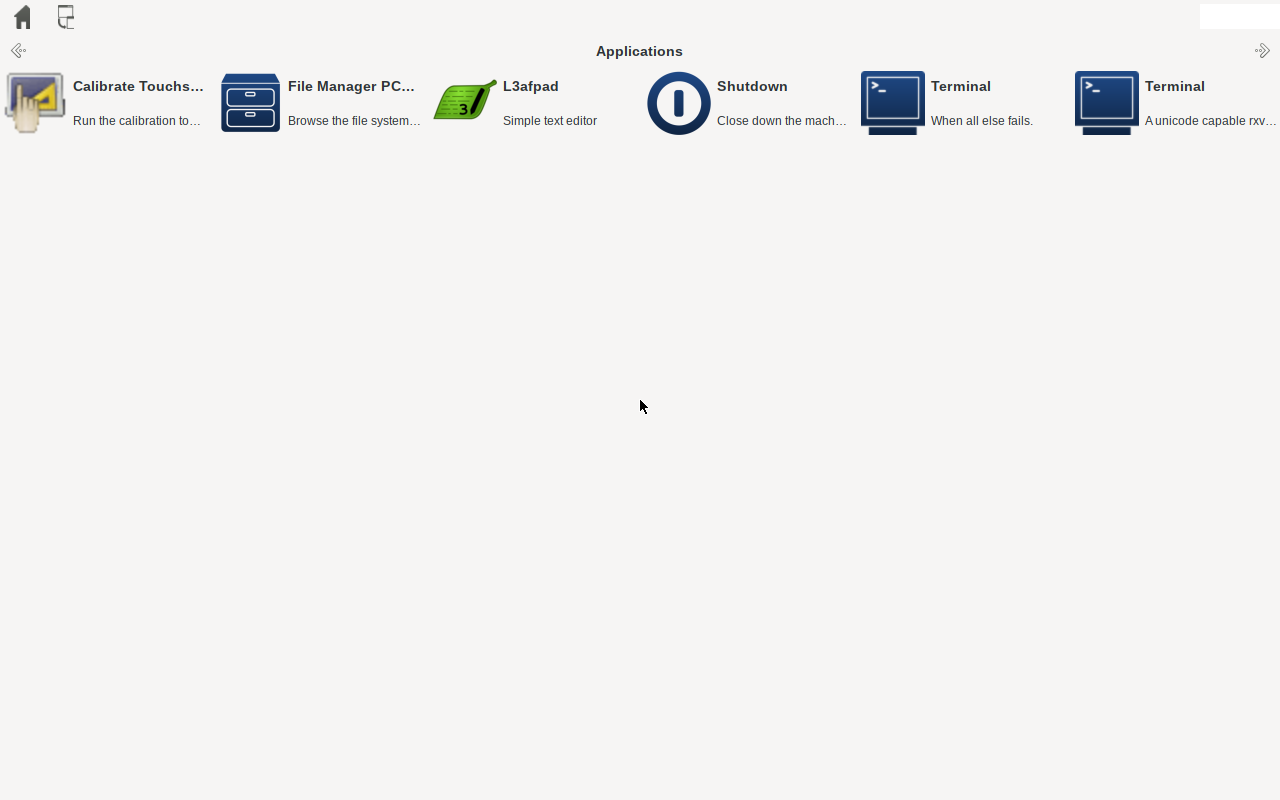 Applications
Calibrate Touchs...
Run the calibration to...
File Manager PC...
Browse the file system...
L3afpad
Simple text editor
3
Shutdown
Close down the mach...
Terminal
When all else fails.
>_
Terminal
A unicode capable rxv...
>_